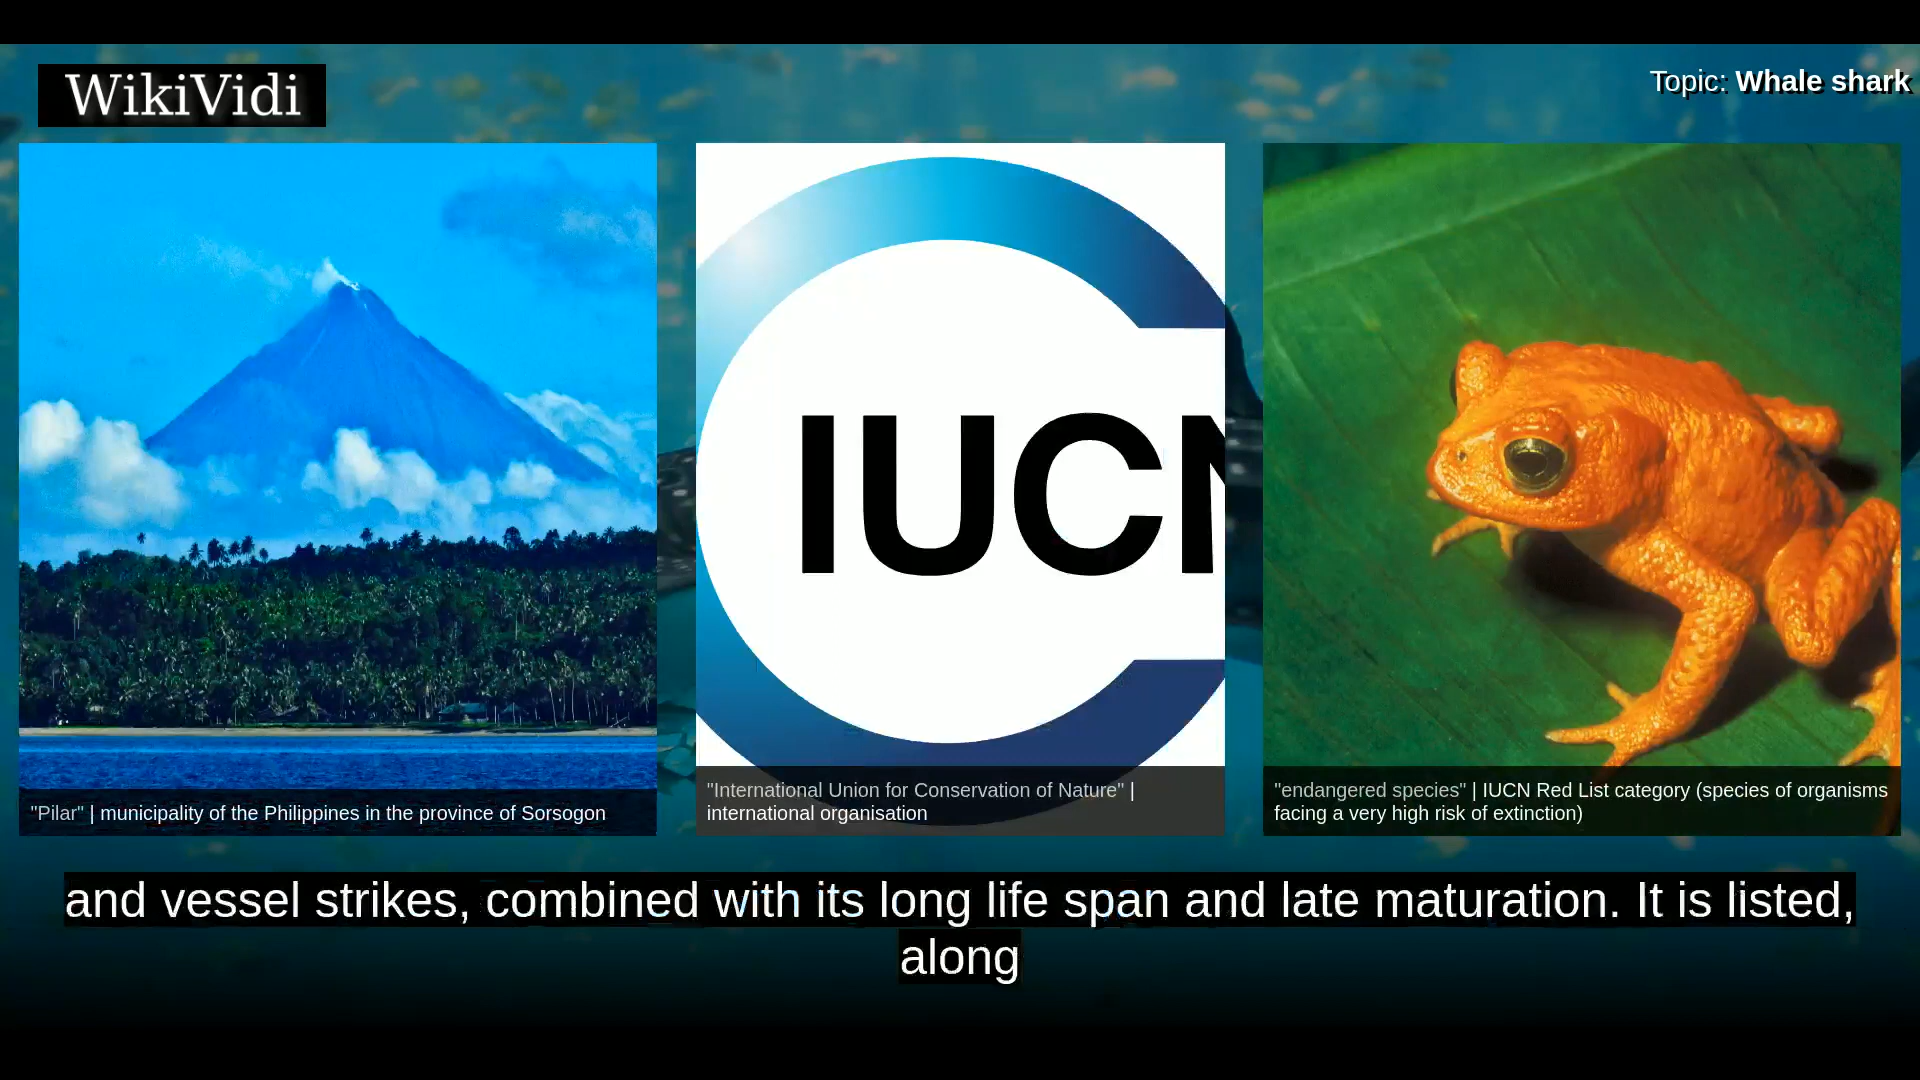 WikiVidi
Topic: Whale shark
IUCN
"Pilar" | municipality of the Philippines in the province of Sorsogon
"International Union for Conservation of Nature" |
international organisation
"endangered species" | IUCN Red List category (species of organisms
facing a very high risk of extinction)
and vessel strikes, combined with its long life span and late maturation. It is listed,
along